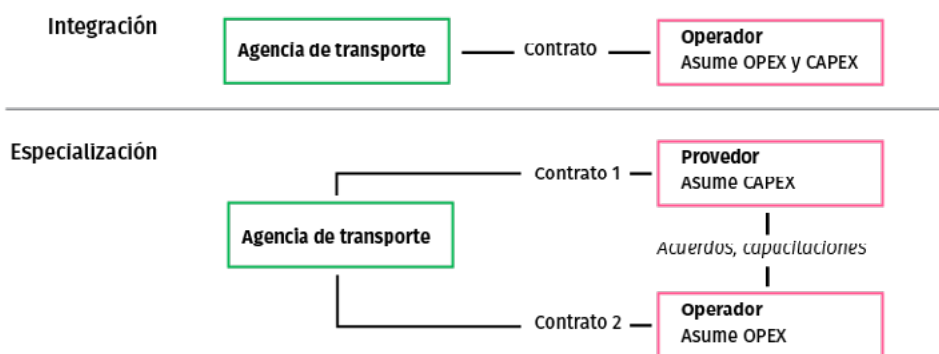 Integración
Agencia de transporte
Contrato
Operador
Asume OPEX y CAPEX
Especialización
Contrato 1
Provedor
Asume CAPEX
Agencia de transporte
Acuerdos, capacitaciones
Contrato 2
Operador
Asume OPEX